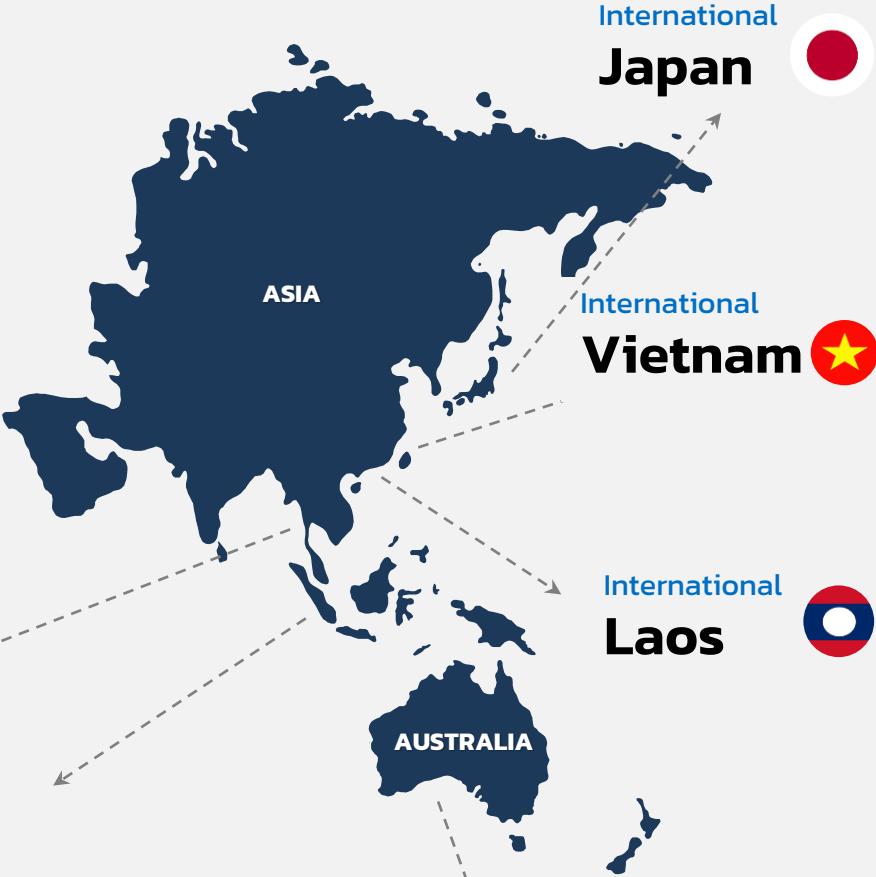 International
Japan
ASIA
International
Vietnam
International
Laos
AUSTRALIA